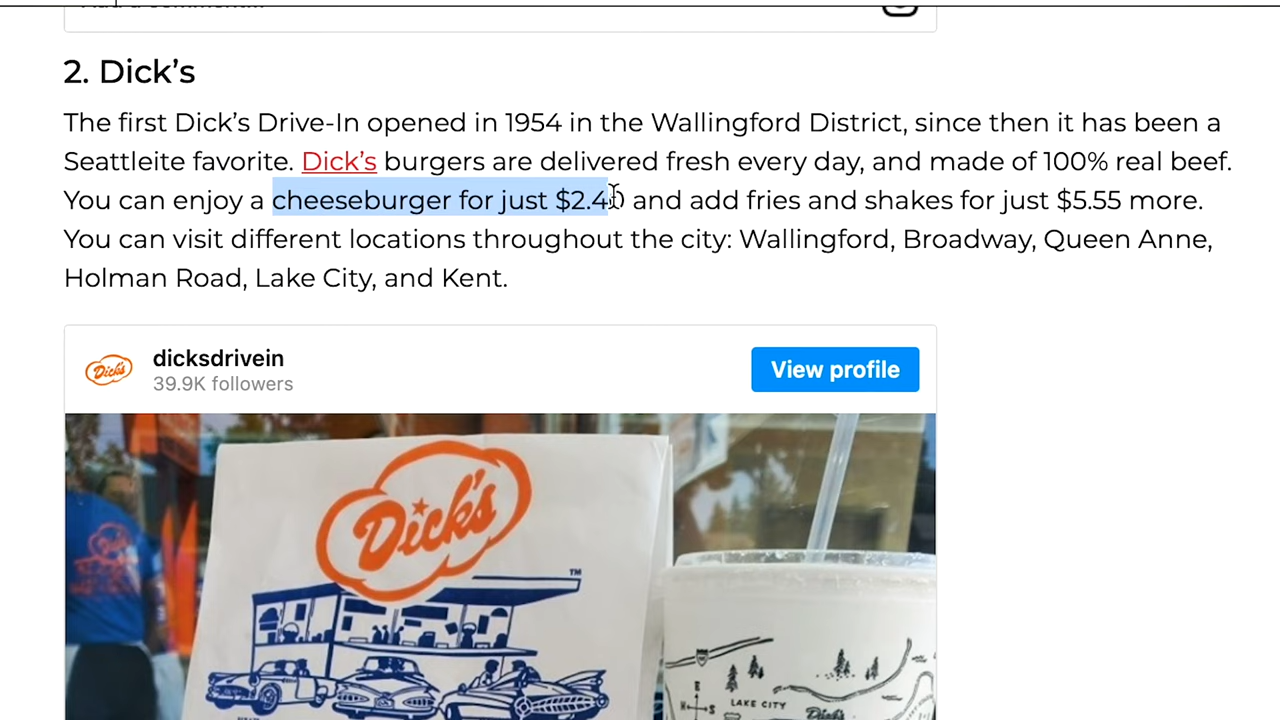 2. Dick’s
The first Dick’s Drive-In opened in 1954 in the Wallingford District, since then it has been a
Seattleite favorite. Dick’s burgers are delivered fresh every day, and made of 100% real beef.
You can enjoy a cheeseburger for just $2.40 and add fries and shakes for just $5.55 more.
You can visit different locations throughout the city: Wallingford, Broadway, Queen Anne,
Holman Road, Lake City, and Kent.
Dick's
dicksdrivein
39.9K followers
View profile
Dick's
TM
E
S
LAKE CITY
Dick's